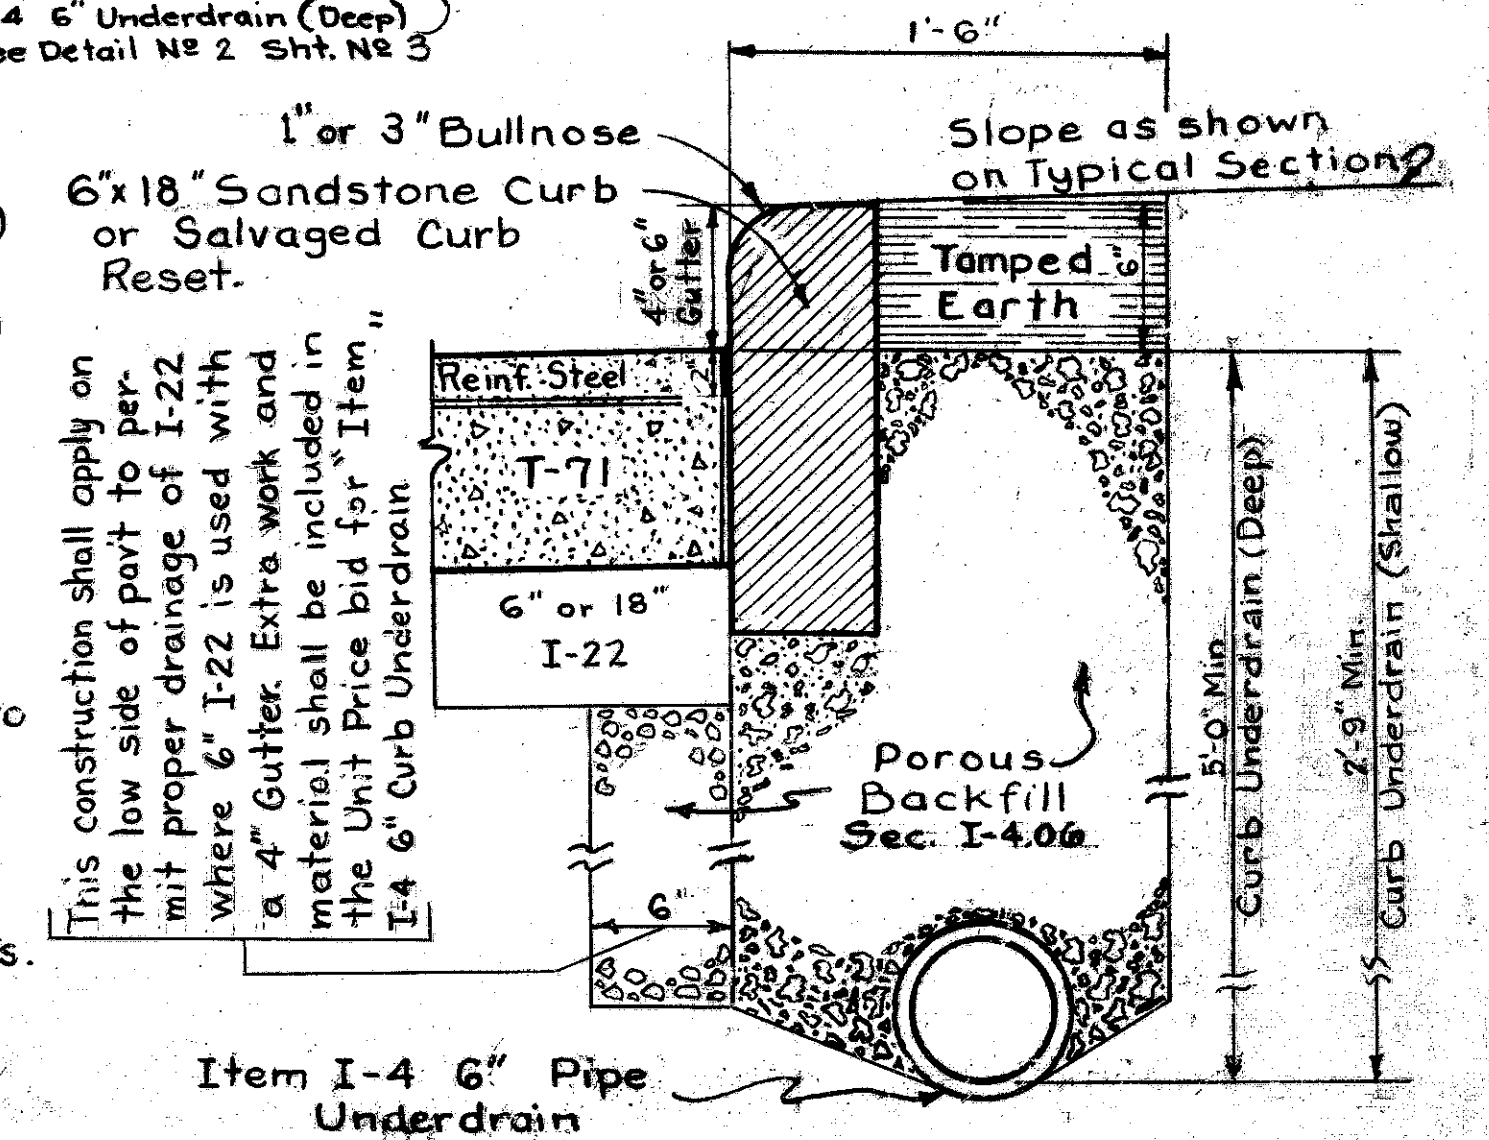 4 6" Underdrain (Deep)
ee Detail Nº 2 Sht. Nº 3
1'-6"
1" or 3" Bullnose
Slope as shown
on Typical Section
6"x 18" Sandstone Curb
or Salvaged Curb
Reset.
4" or 6"
Gutter
Tamped
Earth
6"
Reinf. Steel
2"
T-71
6" or 18"
I-22
This construction shall apply on
the low side of pav't to per-
mit proper drainage of I-22
where 6" I-22 is used with
a 4" Gutter. Extra work and
material shall be included in
the Unit Price bid for "Item
I-4 6" Curb Underdrain"
Porous
Backfill
Sec. I-4.06
5'-0" Min
Curb Underdrain (Deep)
2'-9" Min.
Curb Underdrain (Shallow)
6"
s.
Item I-4 6" Pipe
Underdrain